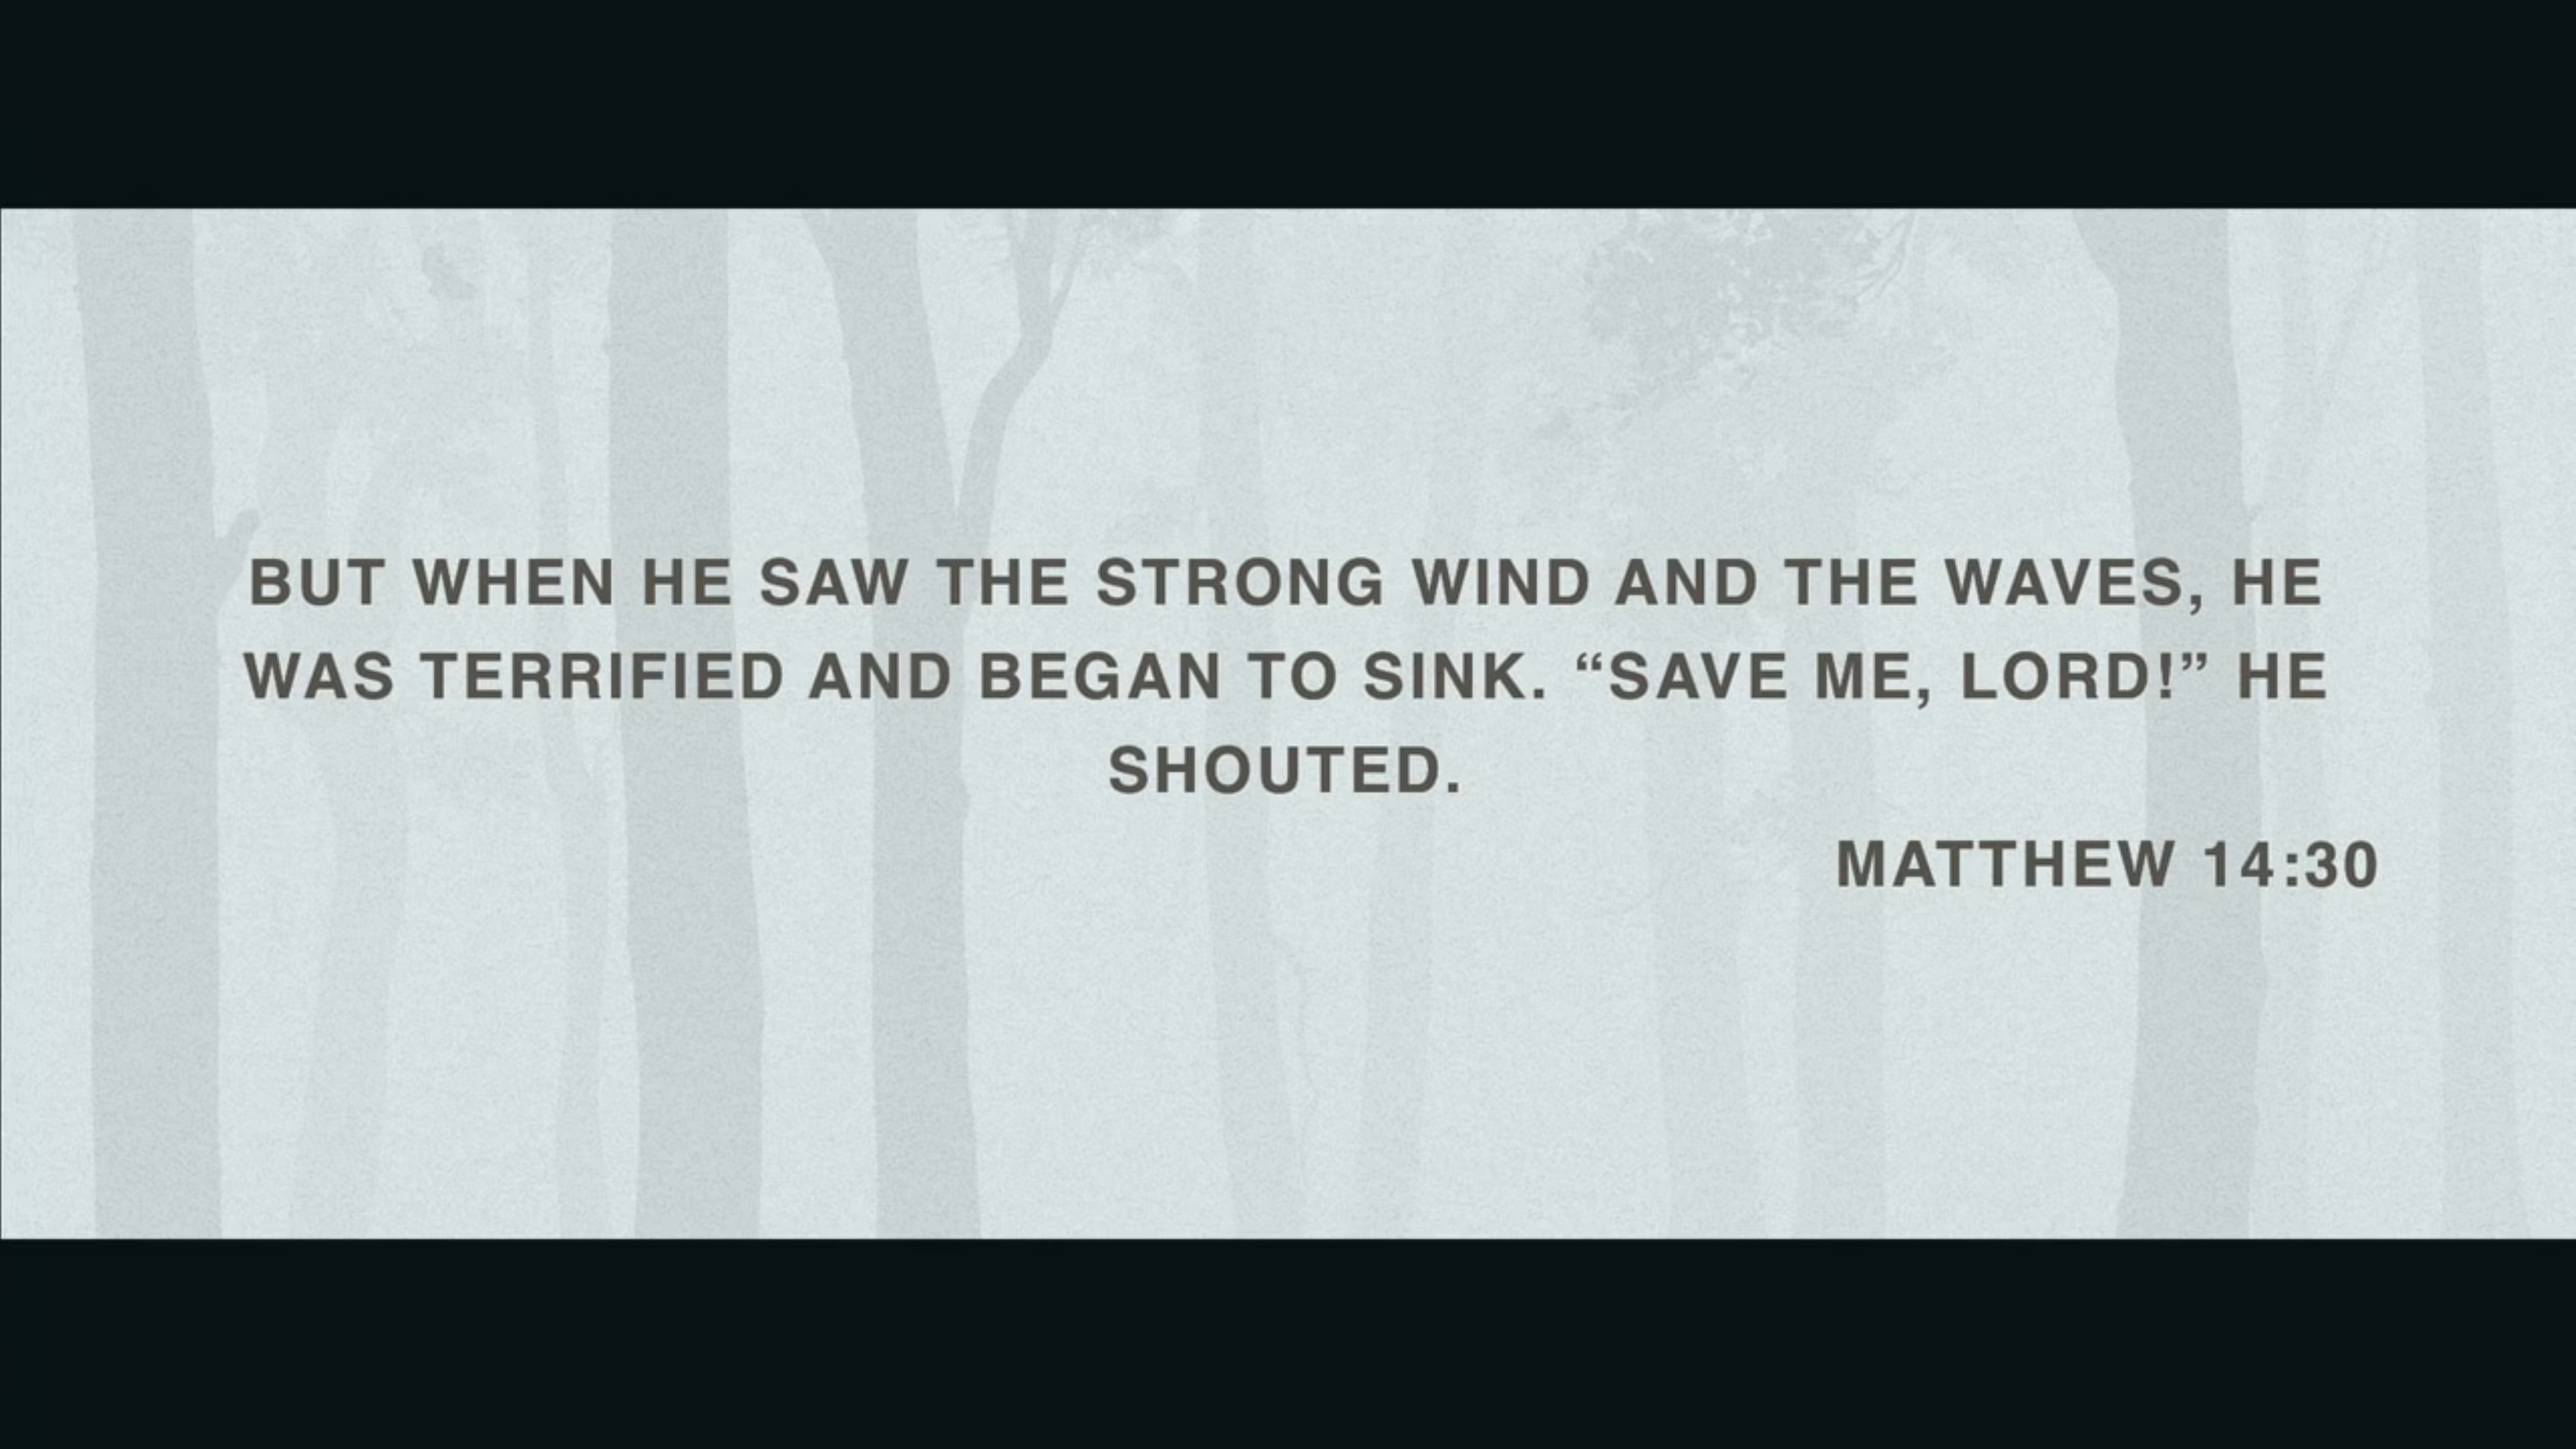 BUT WHEN HE SAW THE STRONG WIND AND THE WAVES, HE
WAS TERRIFIED AND BEGAN TO SINK. “SAVE ME, LORD!” HE
SHOUTED.
MATTHEW 14:30